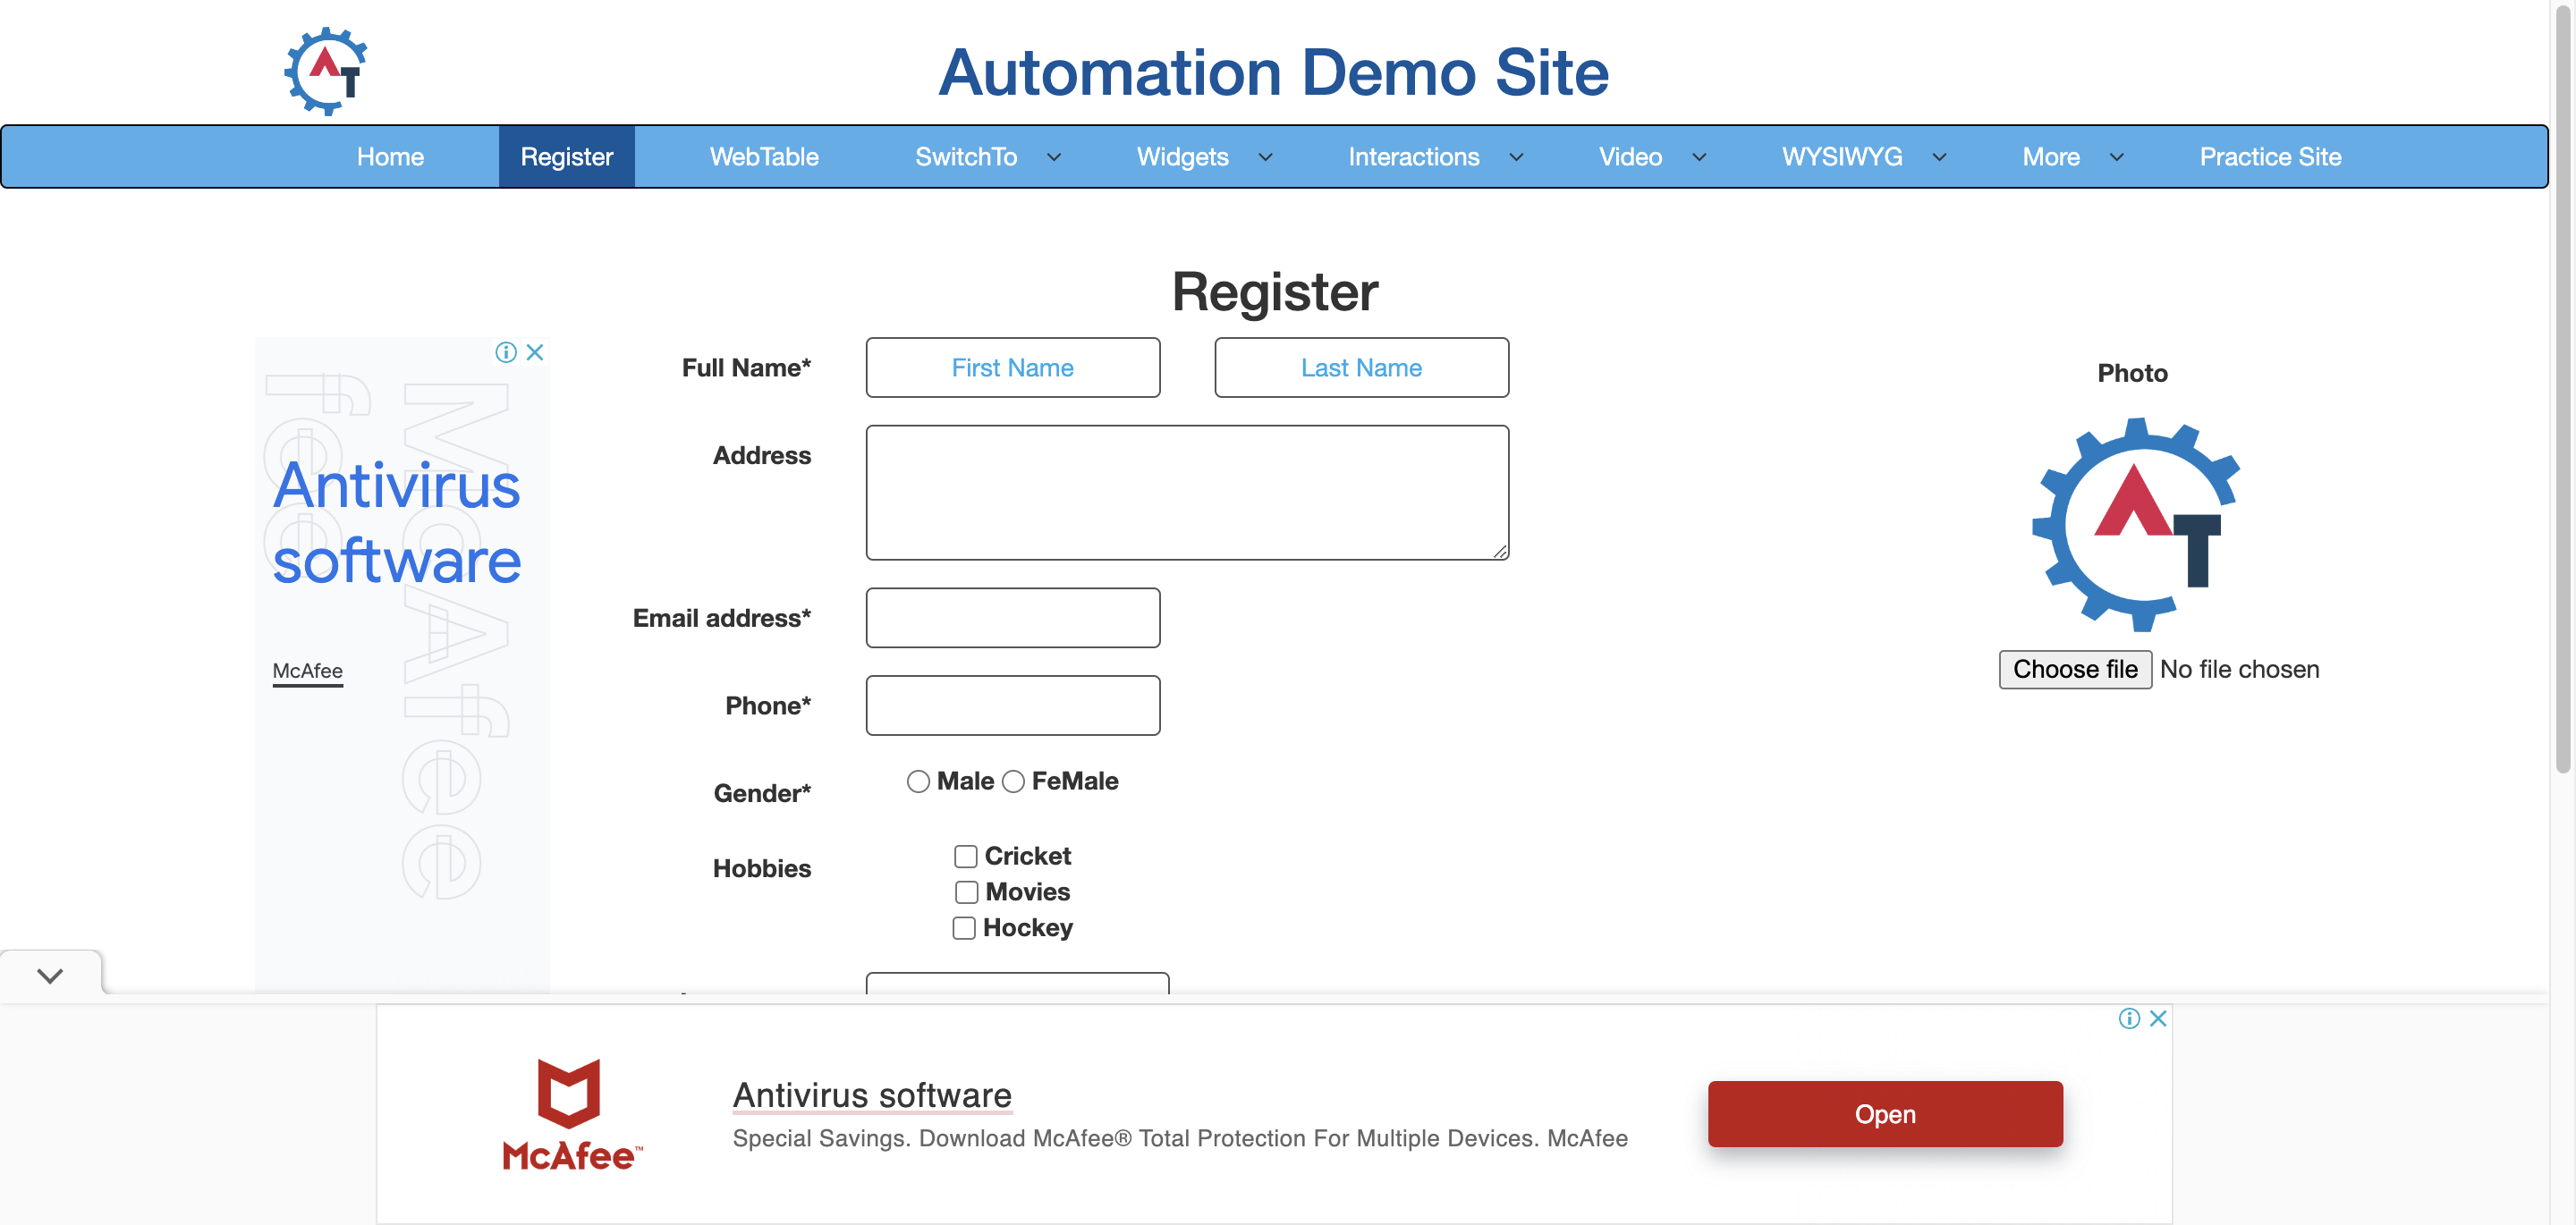 AT
Automation Demo Site
Home Register WebTable SwitchTo Widgets Interactions Video WYSIWYG More Practice Site
Register
Full Name* First Name Last Name
Address
Email address*
Phone*
Gender* Male FeMale
Hobbies Cricket
Movies
Hockey
Photo
AT
Choose file No file chosen
McAfee
Antivirus
software
McAfee
McAfee™
Antivirus software
Special Savings. Download McAfee® Total Protection For Multiple Devices. McAfee
Open